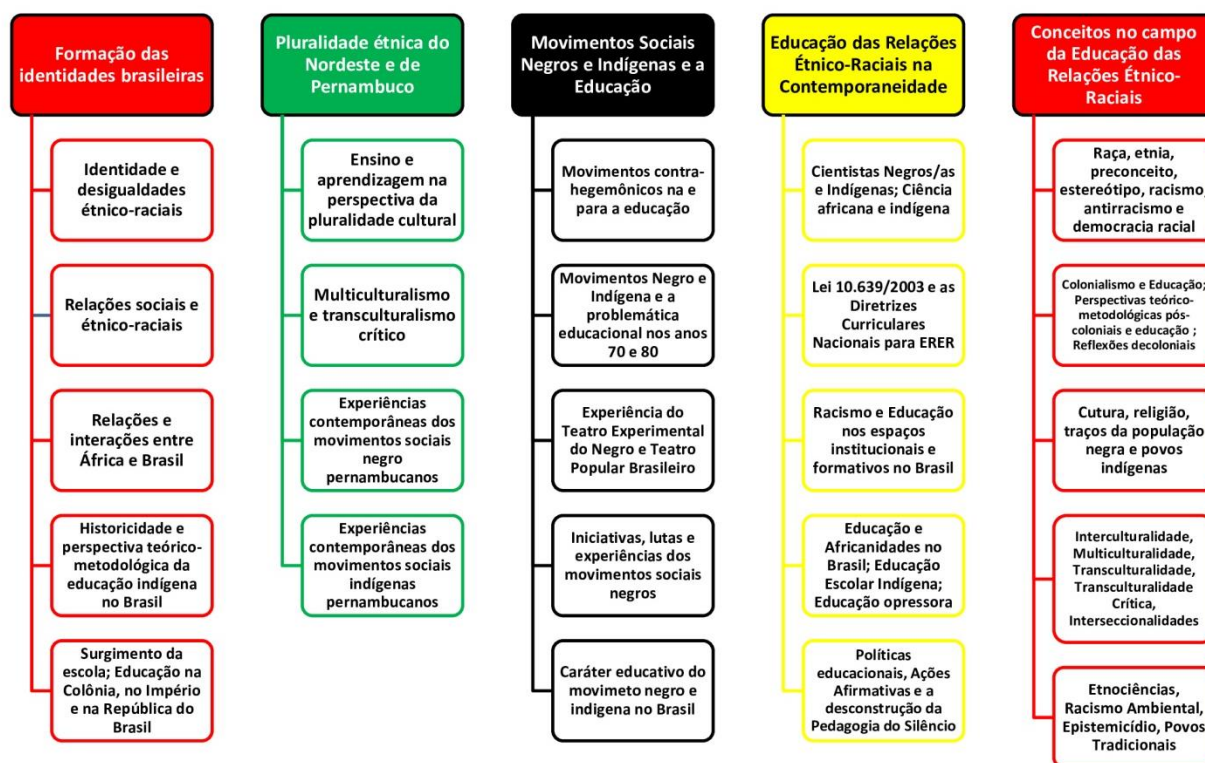 Formação das
identidades brasileiras
Identidade e
desigualdades
étnico-raciais
Relações sociais e
étnico-raciais
Relações e
interações entre
África e Brasil
Historicidade e
perspectiva teórico-
metodológica da
educação indígena
no Brasil
Surgimento da
escola; Educação na
Colônia, no Império
e na República do
Brasil
Pluralidade étnica do
Nordeste e de
Pernambuco
Ensino e
aprendizagem na
perspectiva da
pluralidade cultural
Multiculturalismo
e transculturalismo
crítico
Experiências
contemporâneas dos
movimentos sociais
negro
pernambucanos
Experiências
contemporâneas dos
movimentos sociais
indígenas
pernambucanos
Movimentos Sociais
Negros e Indígenas e a
Educação
Movimentos contra-
hegemônicos na e
para a educação
Movimentos Negro e
Indígena e a
problemática
educacional nos anos
70 e 80
Experiência do
Teatro Experimental
do Negro e Teatro
Popular Brasileiro
Iniciativas, lutas e
experiências dos
movimentos sociais
negros
Caráter educativo do
movimeto negro e
indigena no Brasil
Educação das Relações
Étnico-Raciais na
Contemporaneidade
Cientistas Negros/as
e Indígenas; Ciência
africana e indígena
Lei 10.639/2003 e as
Diretrizes
Curriculares
Nacionais para ERER
Racismo e Educação
nos espaços
institucionais e
formativos no Brasil
Educação e
Africanidades no
Brasil; Educação
Escolar Indígena;
Educação opressora
Políticas
educacionais, Ações
Afirmativas e a
desconstrução da
Pedagogia do Silêncio
Conceitos no campo
da Educação das
Relações Étnico-
Raciais
Raça, etnia,
preconceito,
estereótipo, racismo,
antirracismo e
democracia racial
Colonialismo e Educação;
Perspectivas teórico-
metodológicas pós-
coloniais e educação ;
Reflexões decoloniais
Cutura, religião,
traços da população
negra e povos
indígenas
Interculturalidade,
Multiculturalidade,
Transculturalidade,
Transculturalidade
Crítica,
Interseccionalidades
Etnociências,
Racismo Ambiental,
Epistemicídio, Povos
Tradicionais